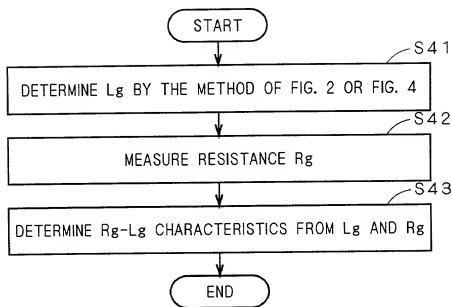 START
S41
DETERMINE Lg BY THE METHOD OF FIG. 2 OR FIG. 4
S42
MEASURE RESISTANCE Rg
S43
DETERMINE Rg-Lg CHARACTERISTICS FROM Lg AND Rg
END